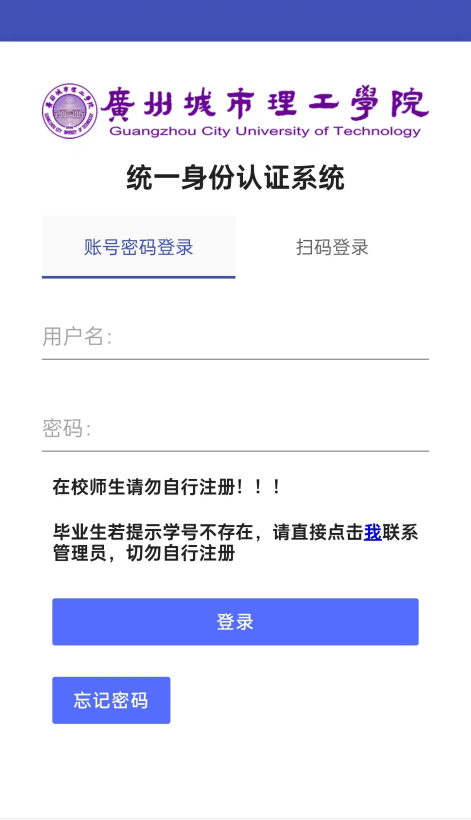 廣州城市理工學院
Guangzhou City University of Technology
统一身份认证系统
账号密码登录
扫码登录
用户名：
密码：
在校师生请勿自行注册！！！
毕业生若提示学号不存在，请直接点击我联系
管理员，切勿自行注册
登录
忘记密码